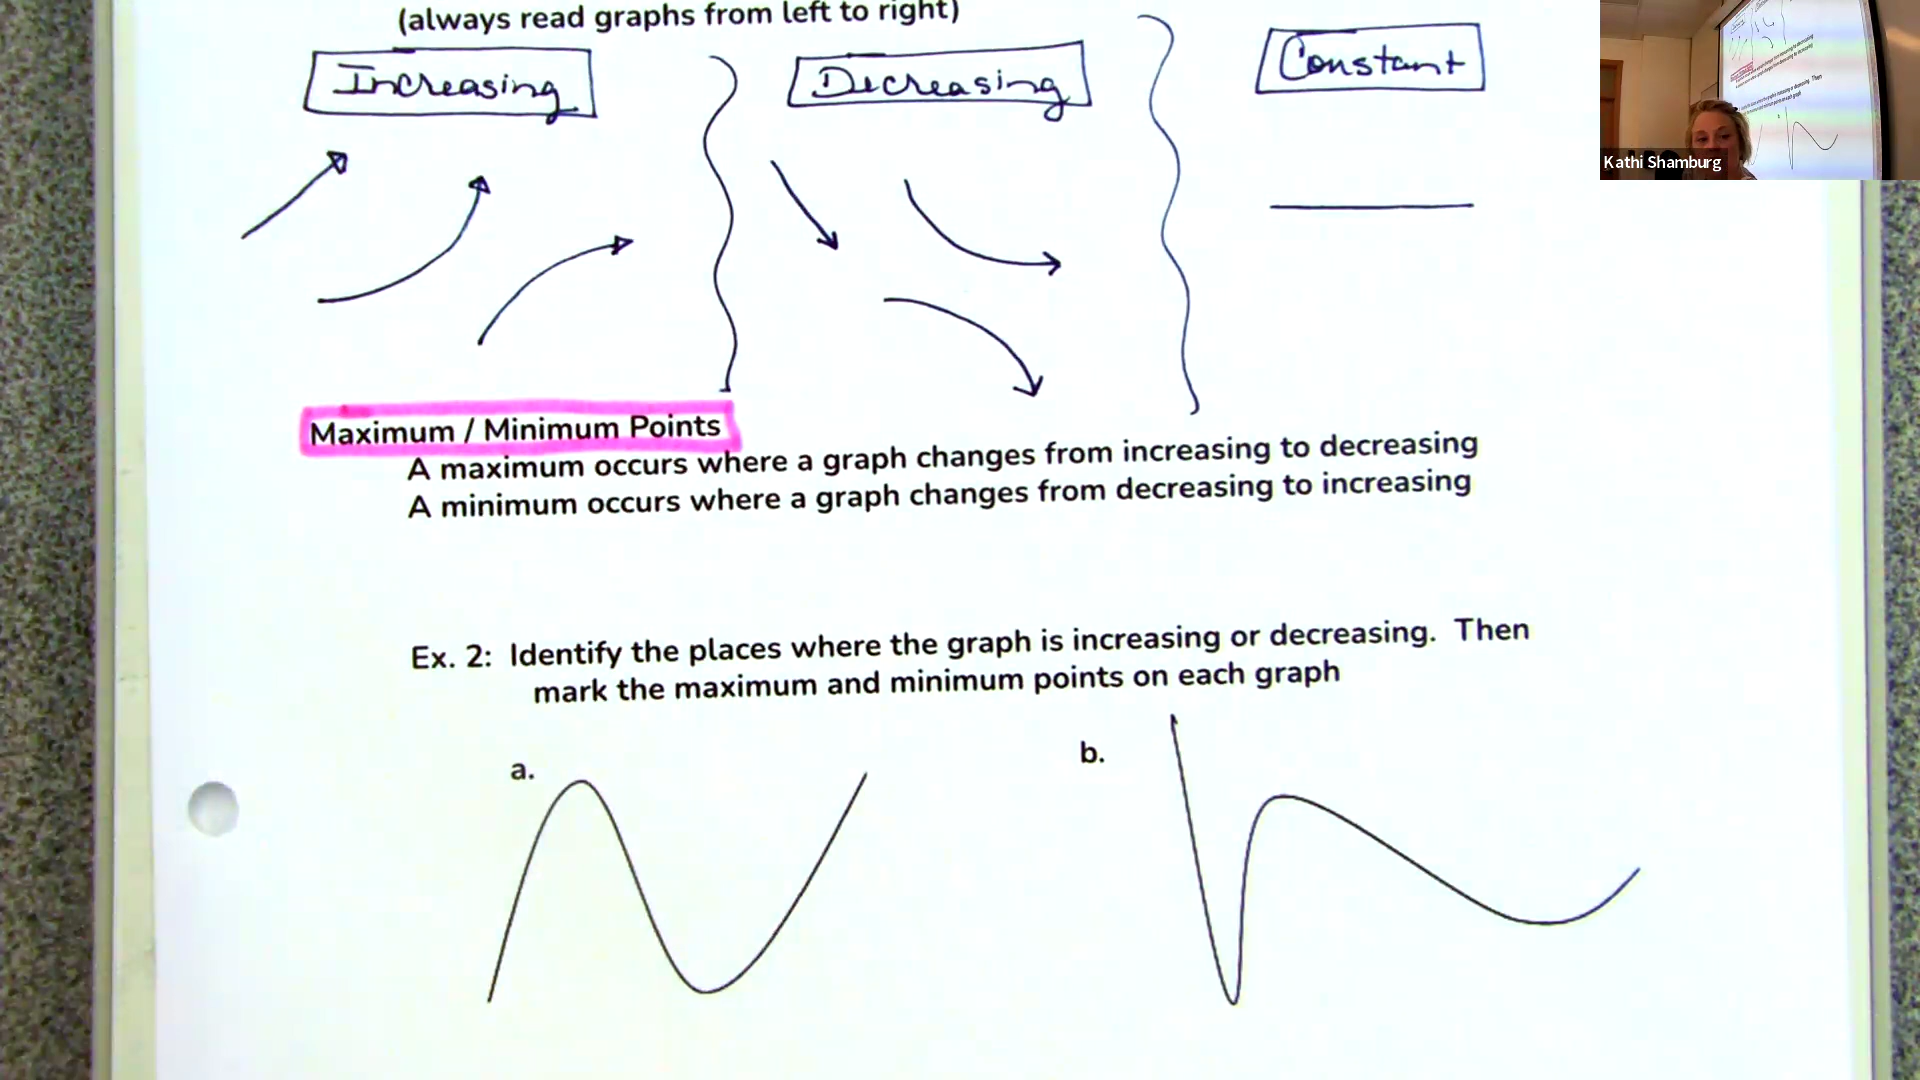 (always read graphs from left to right)
Increasing
Decreasing
Constant
Kathi Shamburg
Maximum / Minimum Points
A maximum occurs where a graph changes from increasing to decreasing
A minimum occurs where a graph changes from decreasing to increasing
Ex. 2: Identify the places where the graph is increasing or decreasing. Then
mark the maximum and minimum points on each graph
a.
b.